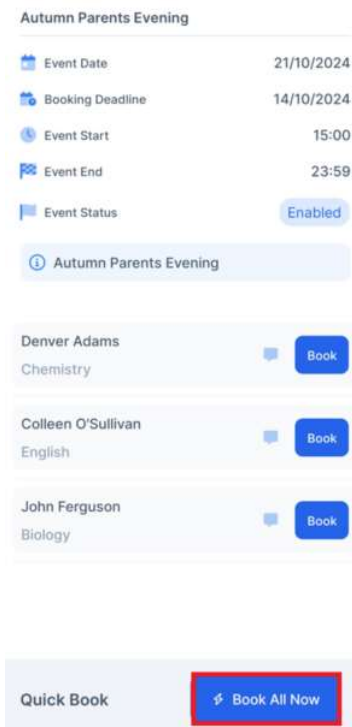 Autumn Parents Evening
Event Date 21/10/2024
Booking Deadline 14/10/2024
Event Start 15:00
Event End 23:59
Event Status Enabled
Autumn Parents Evening
Denver Adams
Chemistry
Book
Colleen O'Sullivan
English
Book
John Ferguson
Biology
Book
Quick Book Book All Now